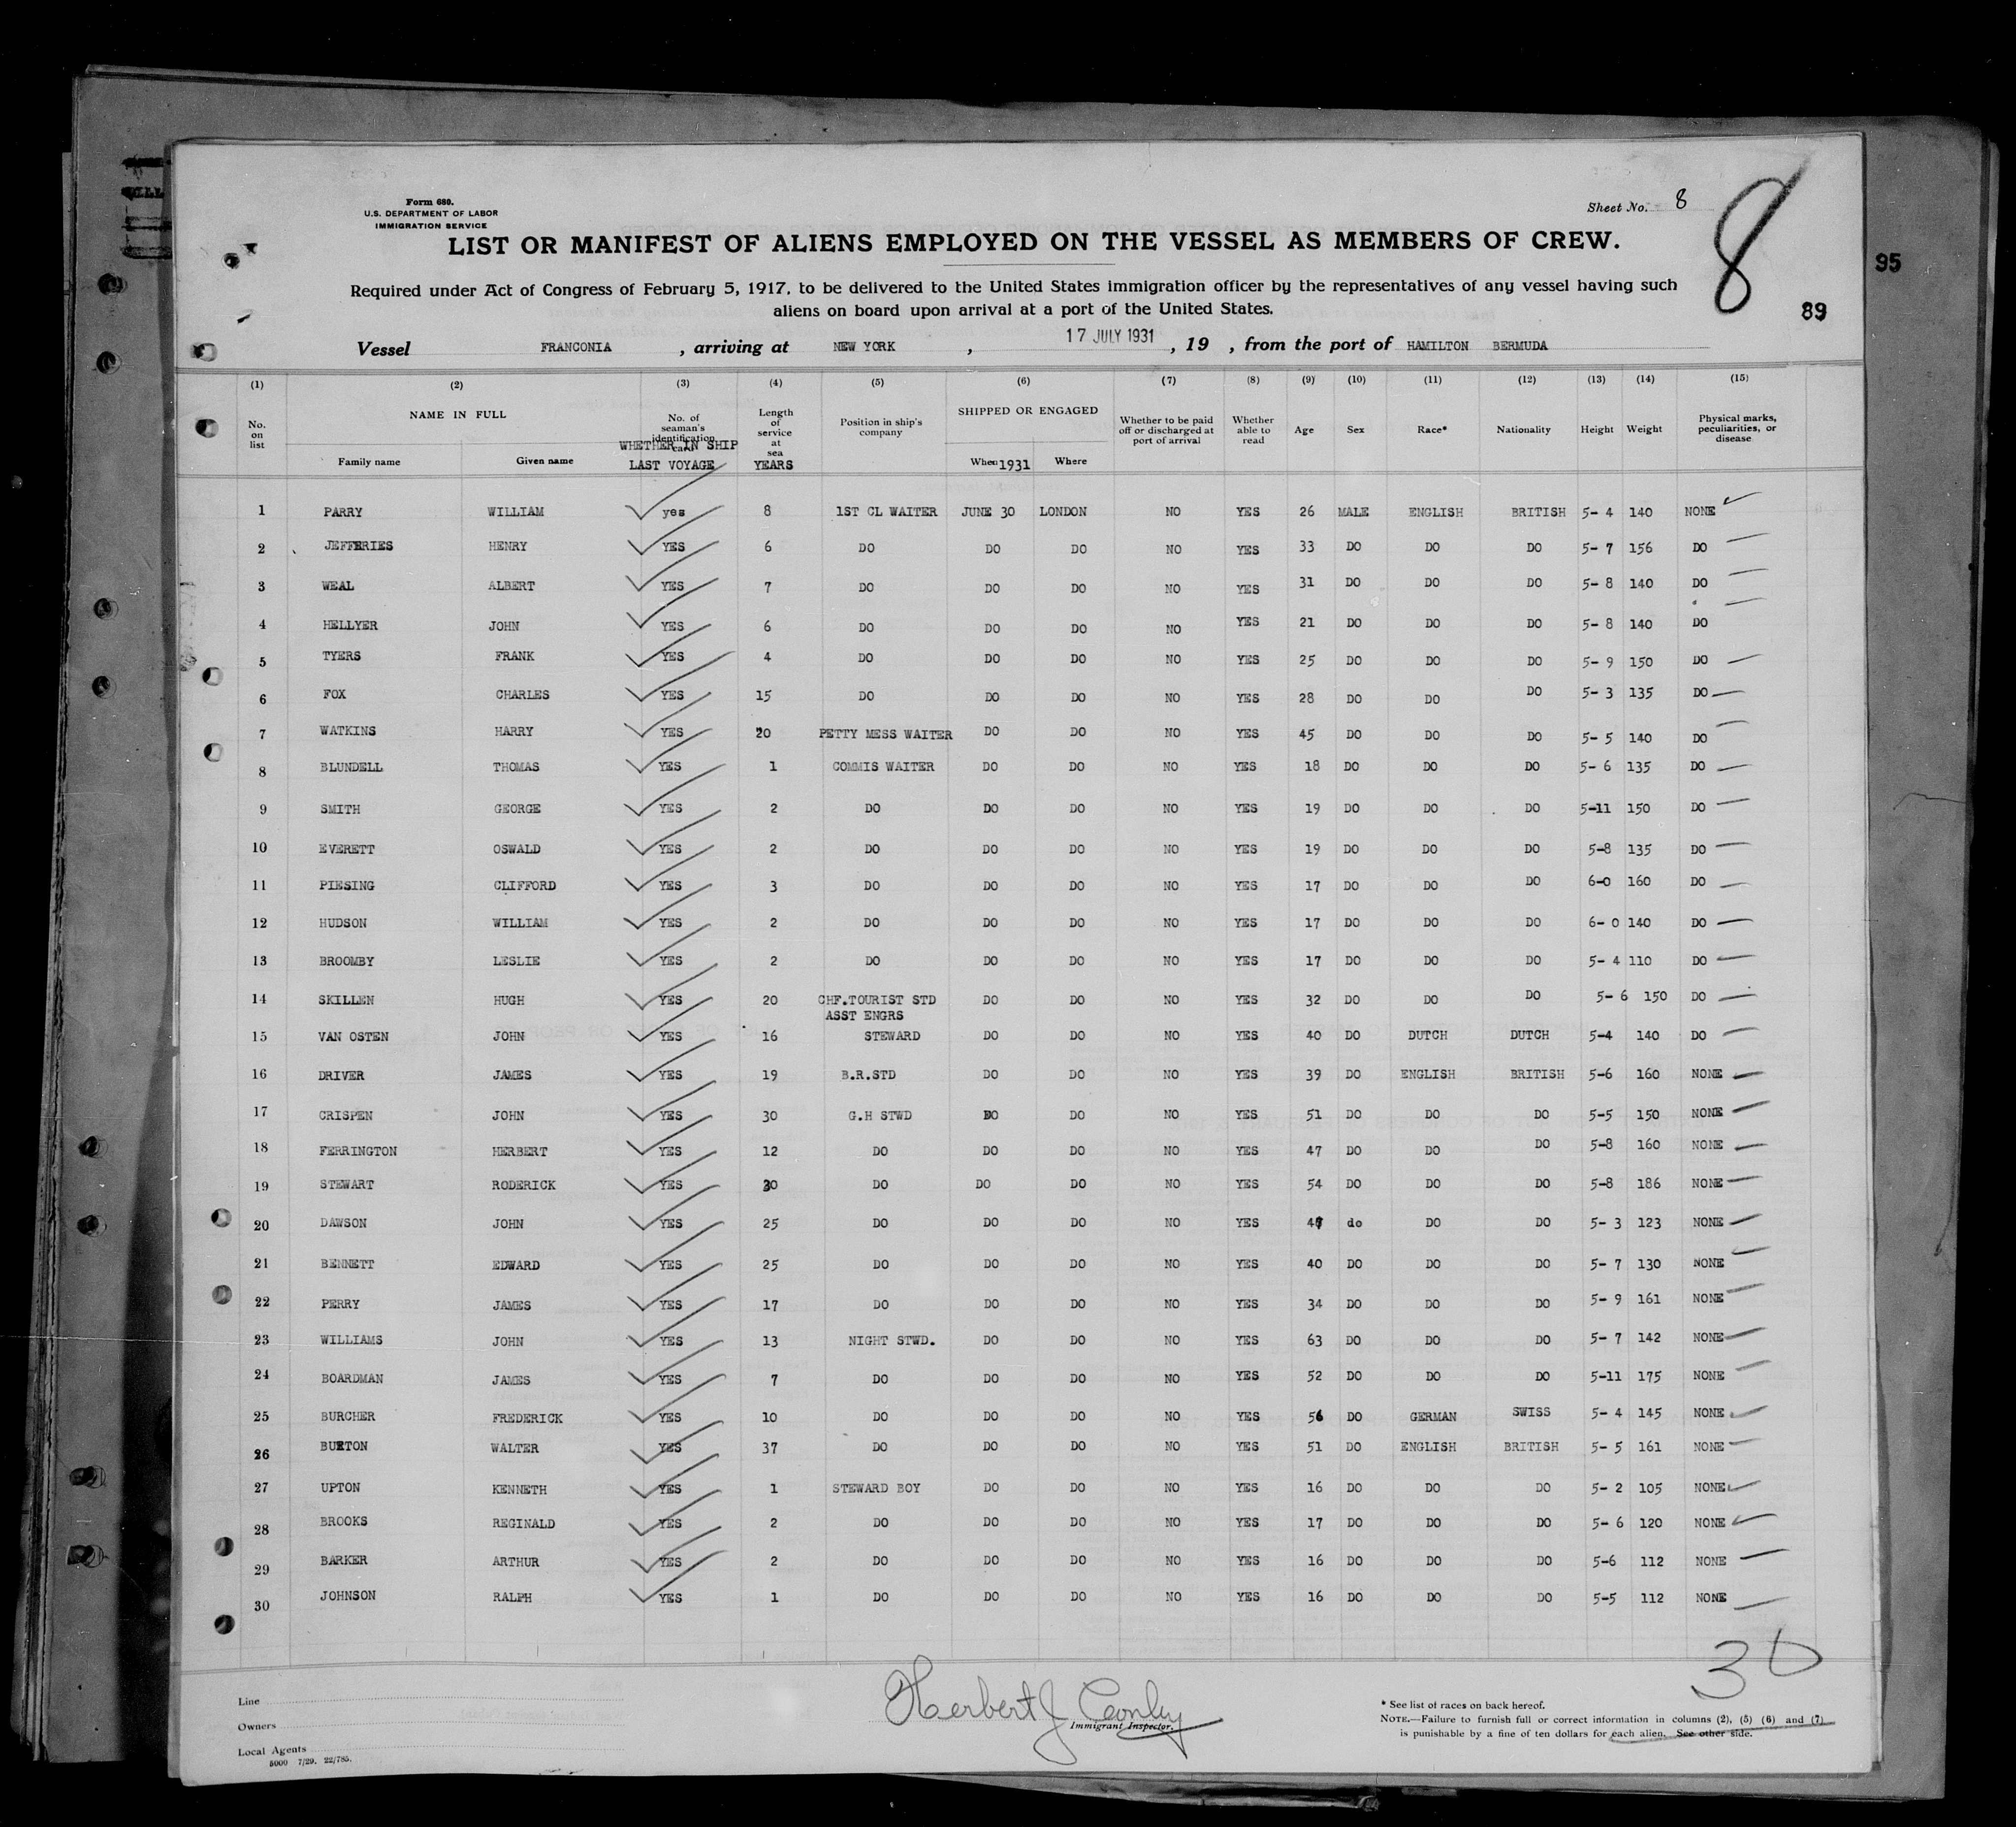 Form 680.
U.S. DEPARTMENT OF LABOR
IMMIGRATION SERVICE
Sheet No. 8
8
95
89
LIST OR MANIFEST OF ALIENS EMPLOYED ON THE VESSEL AS MEMBERS OF CREW.
Required under Act of Congress of February 5, 1917, to be delivered to the United States immigration officer by the representatives of any vessel having such
aliens on board upon arrival at a port of the United States.
Vessel FRANCONIA , arriving at NEW YORK , 17 JULY 1931 , 19 , from the port of HAMILTON BERMUDA
(1) (2) (3) (4) (5) (6) (7) (8) (9) (10) (11) (12) (13) (14) (15)
No. on list NAME IN FULL Family name Given name No. of seaman's identification card WHETHER IN SHIP LAST VOYAGE Length of service at sea YEARS Position in ship's company SHIPPED OR ENGAGED When 1931 Where Whether to be paid off or discharged at port of arrival Whether able to read Age Sex Race* Nationality Height Weight Physical marks, peculiarities, or disease
1 PARRY WILLIAM yes 8 1ST CL WAITER JUNE 30 LONDON NO YES 26 MALE ENGLISH BRITISH 5- 4 140 NONE
2 JEFFERIES HENRY YES 6 DO DO DO NO YES 33 DO DO DO 5- 7 156 DO
3 WEAL ALBERT YES 7 DO DO DO NO YES 31 DO DO DO 5- 8 140 DO
4 HELLYER JOHN YES 6 DO DO DO NO YES 21 DO DO DO 5- 8 140 DO
5 TYERS FRANK YES 4 DO DO DO NO YES 25 DO DO DO 5- 9 150 DO
6 FOX CHARLES YES 15 DO DO DO NO YES 28 DO DO DO 5- 3 135 DO
7 WATKINS HARRY YES 20 PETTY MESS WAITER DO DO NO YES 45 DO DO DO 5- 5 140 DO
8 BLUNDELL THOMAS YES 1 COMMIS WAITER DO DO NO YES 18 DO DO DO 5- 6 135 DO
9 SMITH GEORGE YES 2 DO DO DO NO YES 19 DO DO DO 5-11 150 DO
10 EVERETT OSWALD YES 2 DO DO DO NO YES 19 DO DO DO 5-8 135 DO
11 PIESING CLIFFORD YES 3 DO DO DO NO YES 17 DO DO DO 6-0 160 DO
12 HUDSON WILLIAM YES 2 DO DO DO NO YES 17 DO DO DO 6- 0 140 DO
13 BROOMBY LESLIE YES 2 DO DO DO NO YES 17 DO DO DO 5- 4 110 DO
14 SKILLEN HUGH YES 20 CHF.TOURIST STD DO DO NO YES 32 DO DO DO 5- 6 150 DO
15 VAN OSTEN JOHN YES 16 ASST ENGRS STEWARD DO DO NO YES 40 DO DUTCH DUTCH 5-4 140 DO
16 DRIVER JAMES YES 19 B.R.STD DO DO NO YES 39 DO ENGLISH BRITISH 5-6 160 NONE
17 CRISPEN JOHN YES 30 G.H STWD DO DO NO YES 51 DO DO DO 5-5 150 NONE
18 FERRINGTON HERBERT YES 12 DO DO DO NO YES 47 DO DO DO 5-8 160 NONE
19 STEWART RODERICK YES 30 DO DO DO NO YES 54 DO DO DO 5-8 186 NONE
20 DAWSON JOHN YES 25 DO DO DO NO YES do DO DO 5- 3 123 NONE
21 BENNETT EDWARD YES 25 DO DO DO NO YES 40 DO DO DO 5- 7 130 NONE
22 PERRY JAMES YES 17 DO DO DO NO YES 34 DO DO DO 5- 9 161 NONE
23 WILLIAMS JOHN YES 13 NIGHT STWD. DO DO NO YES 63 DO DO DO 5- 7 142 NONE
24 BOARDMAN JAMES YES 7 DO DO DO NO YES 52 DO DO DO 5-11 175 NONE
25 BURCHER FREDERICK YES 10 DO DO DO NO YES 56 DO GERMAN SWISS 5- 4 145 NONE
26 WALTER YES 37 DO DO DO NO YES 51 DO ENGLISH BRITISH 5- 5 161 NONE
27 UPTON KENNETH YES 1 STEWARD BOY DO DO NO YES 16 DO DO DO 5- 2 105 NONE
28 BROOKS REGINALD YES 2 DO DO DO NO YES 17 DO DO DO 5- 6 120 NONE
29 BARKER ARTHUR YES 2 DO DO DO NO YES 16 DO DO DO 5-6 112 NONE
30 JOHNSON RALPH YES 1 DO DO DO NO YES 16 DO DO DO 5-5 112 NONE
30
Line
Owners
Local Agents
5000 7/29. 22/785.
Herbert J Conley
Immigrant Inspector.
* See list of races on back hereof.
NOTE.—Failure to furnish full or correct information in columns (2), (5) (6) and (7)
is punishable by a fine of ten dollars for each alien. See other side.